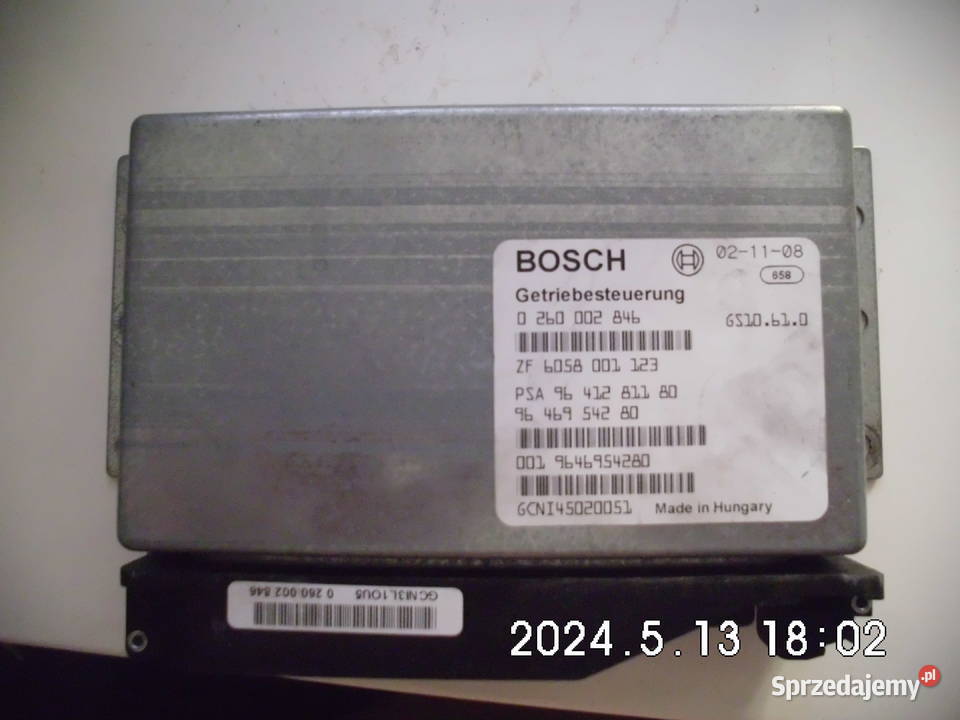 BOSCH 02-11-08
658
Getriebesteuerung
0 260 002 846 GS10.61.0
ZF 6058 001 123
PSA 96 412 811 80
96 469 542 80
001 9646954280
GCNI45020051 Made in Hungary
GCNI3L10U5 0 260 002 846
2024.5.13 18:02
Sprzedajemy.pl